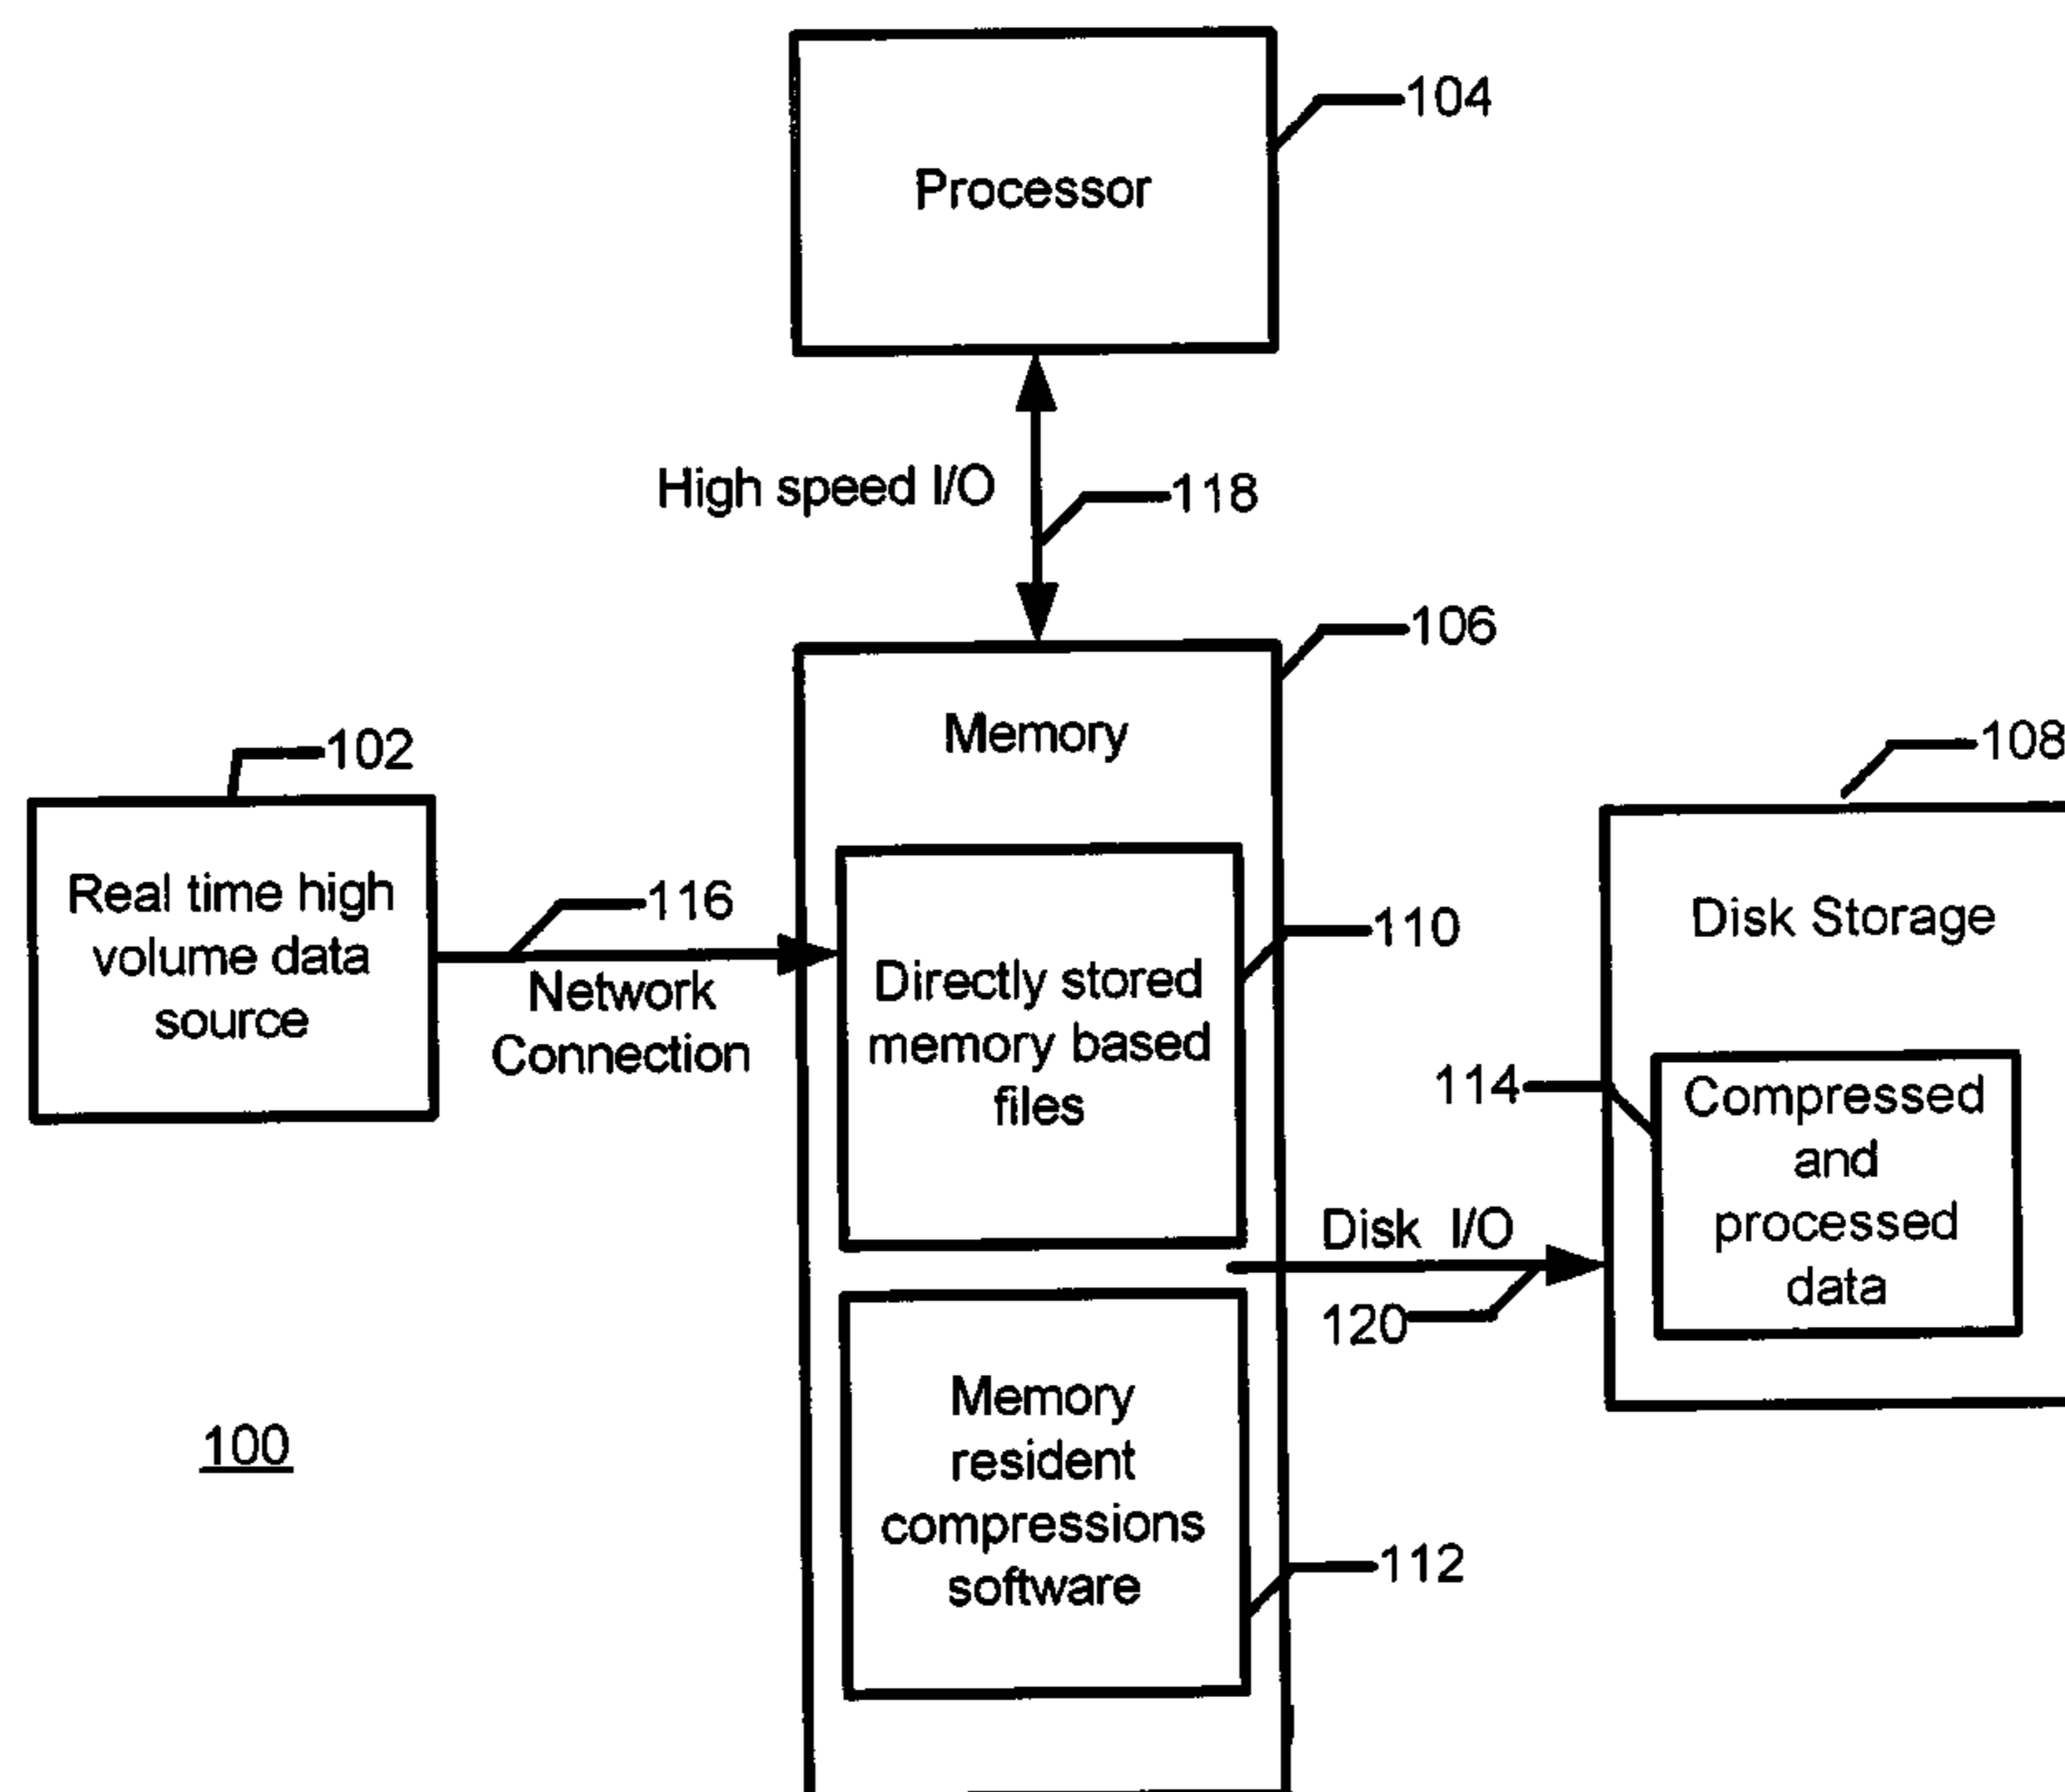 104
Processor
High speed I/O
118
106
Memory
102
108
Real time high
volume data
source
116
Network
Connection
110
Directly stored
memory based
files
Disk Storage
114
Compressed
and
processed
data
Disk I/O
120
Memory
resident
compressions
software
112
100